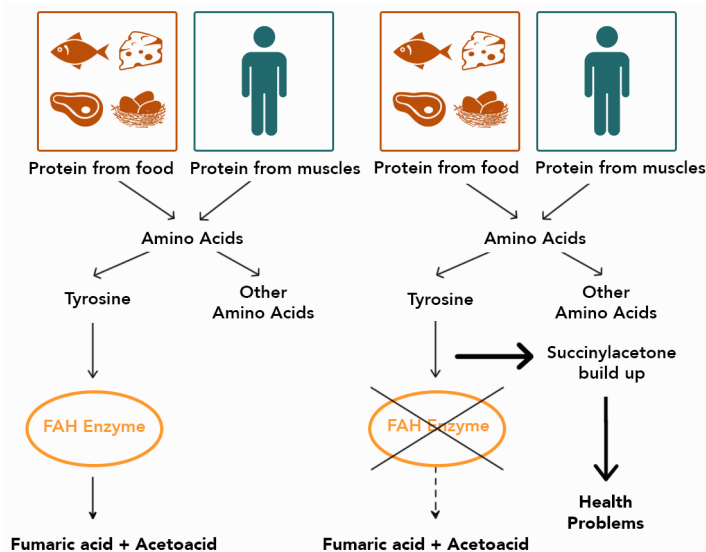 Protein from food
Protein from muscles
Amino Acids
Tyrosine
Other
Amino Acids
FAH Enzyme
Fumaric acid + Acetoacid
Protein from food
Protein from muscles
Amino Acids
Tyrosine
Other
Amino Acids
Succinylacetone
build up
FAH Enzyme
Health
Problems
Fumaric acid + Acetoacid